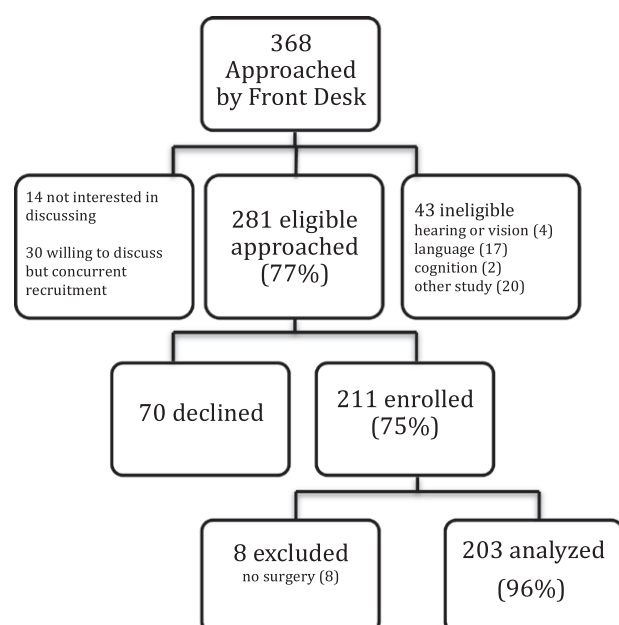 368
Approached
by Front Desk
14 not interested in
discussing
30 willing to discuss
but concurrent
recruitment
281 eligible
approached
(77%)
43 ineligible
hearing or vision (4)
language (17)
cognition (2)
other study (20)
70 declined
211 enrolled
(75%)
8 excluded
no surgery (8)
203 analyzed
(96%)